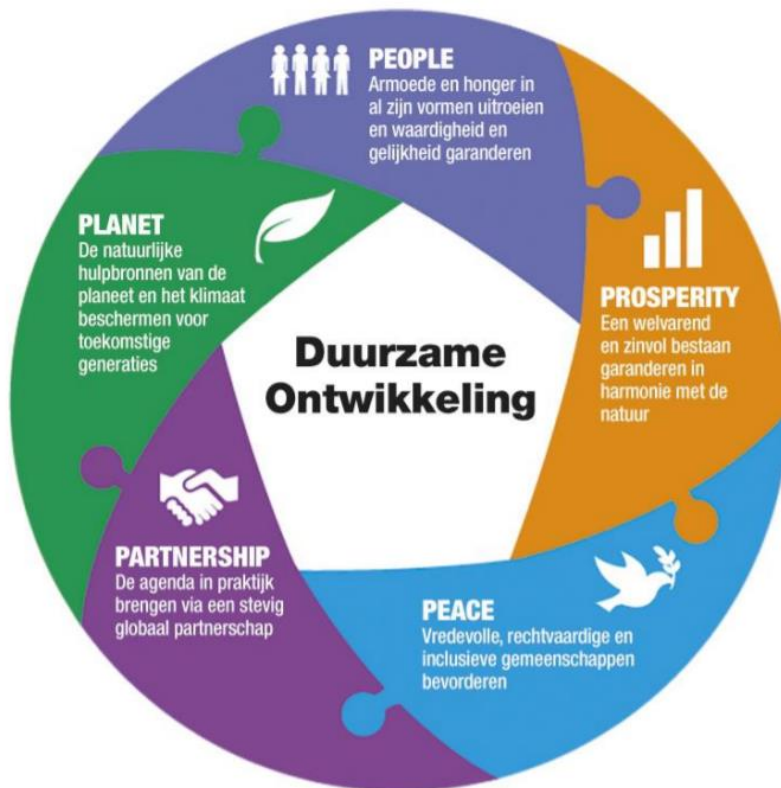 PEOPLE
Armoede en honger in
al zijn vormen uitroeien
en waardigheid en
gelijkheid garanderen
PROSPERITY
Een welvarend
en zinvol bestaan
garanderen in
harmonie met de
natuur
PEACE
Vredevolle, rechtvaardige en
inclusieve gemeenschappen
bevorderen
PARTNERSHIP
De agenda in praktijk
brengen via een stevig
globaal partnerschap
PLANET
De natuurlijke
hulpbronnen van de
planeet en het klimaat
beschermen voor
toekomstige
generaties
Duurzame
Ontwikkeling